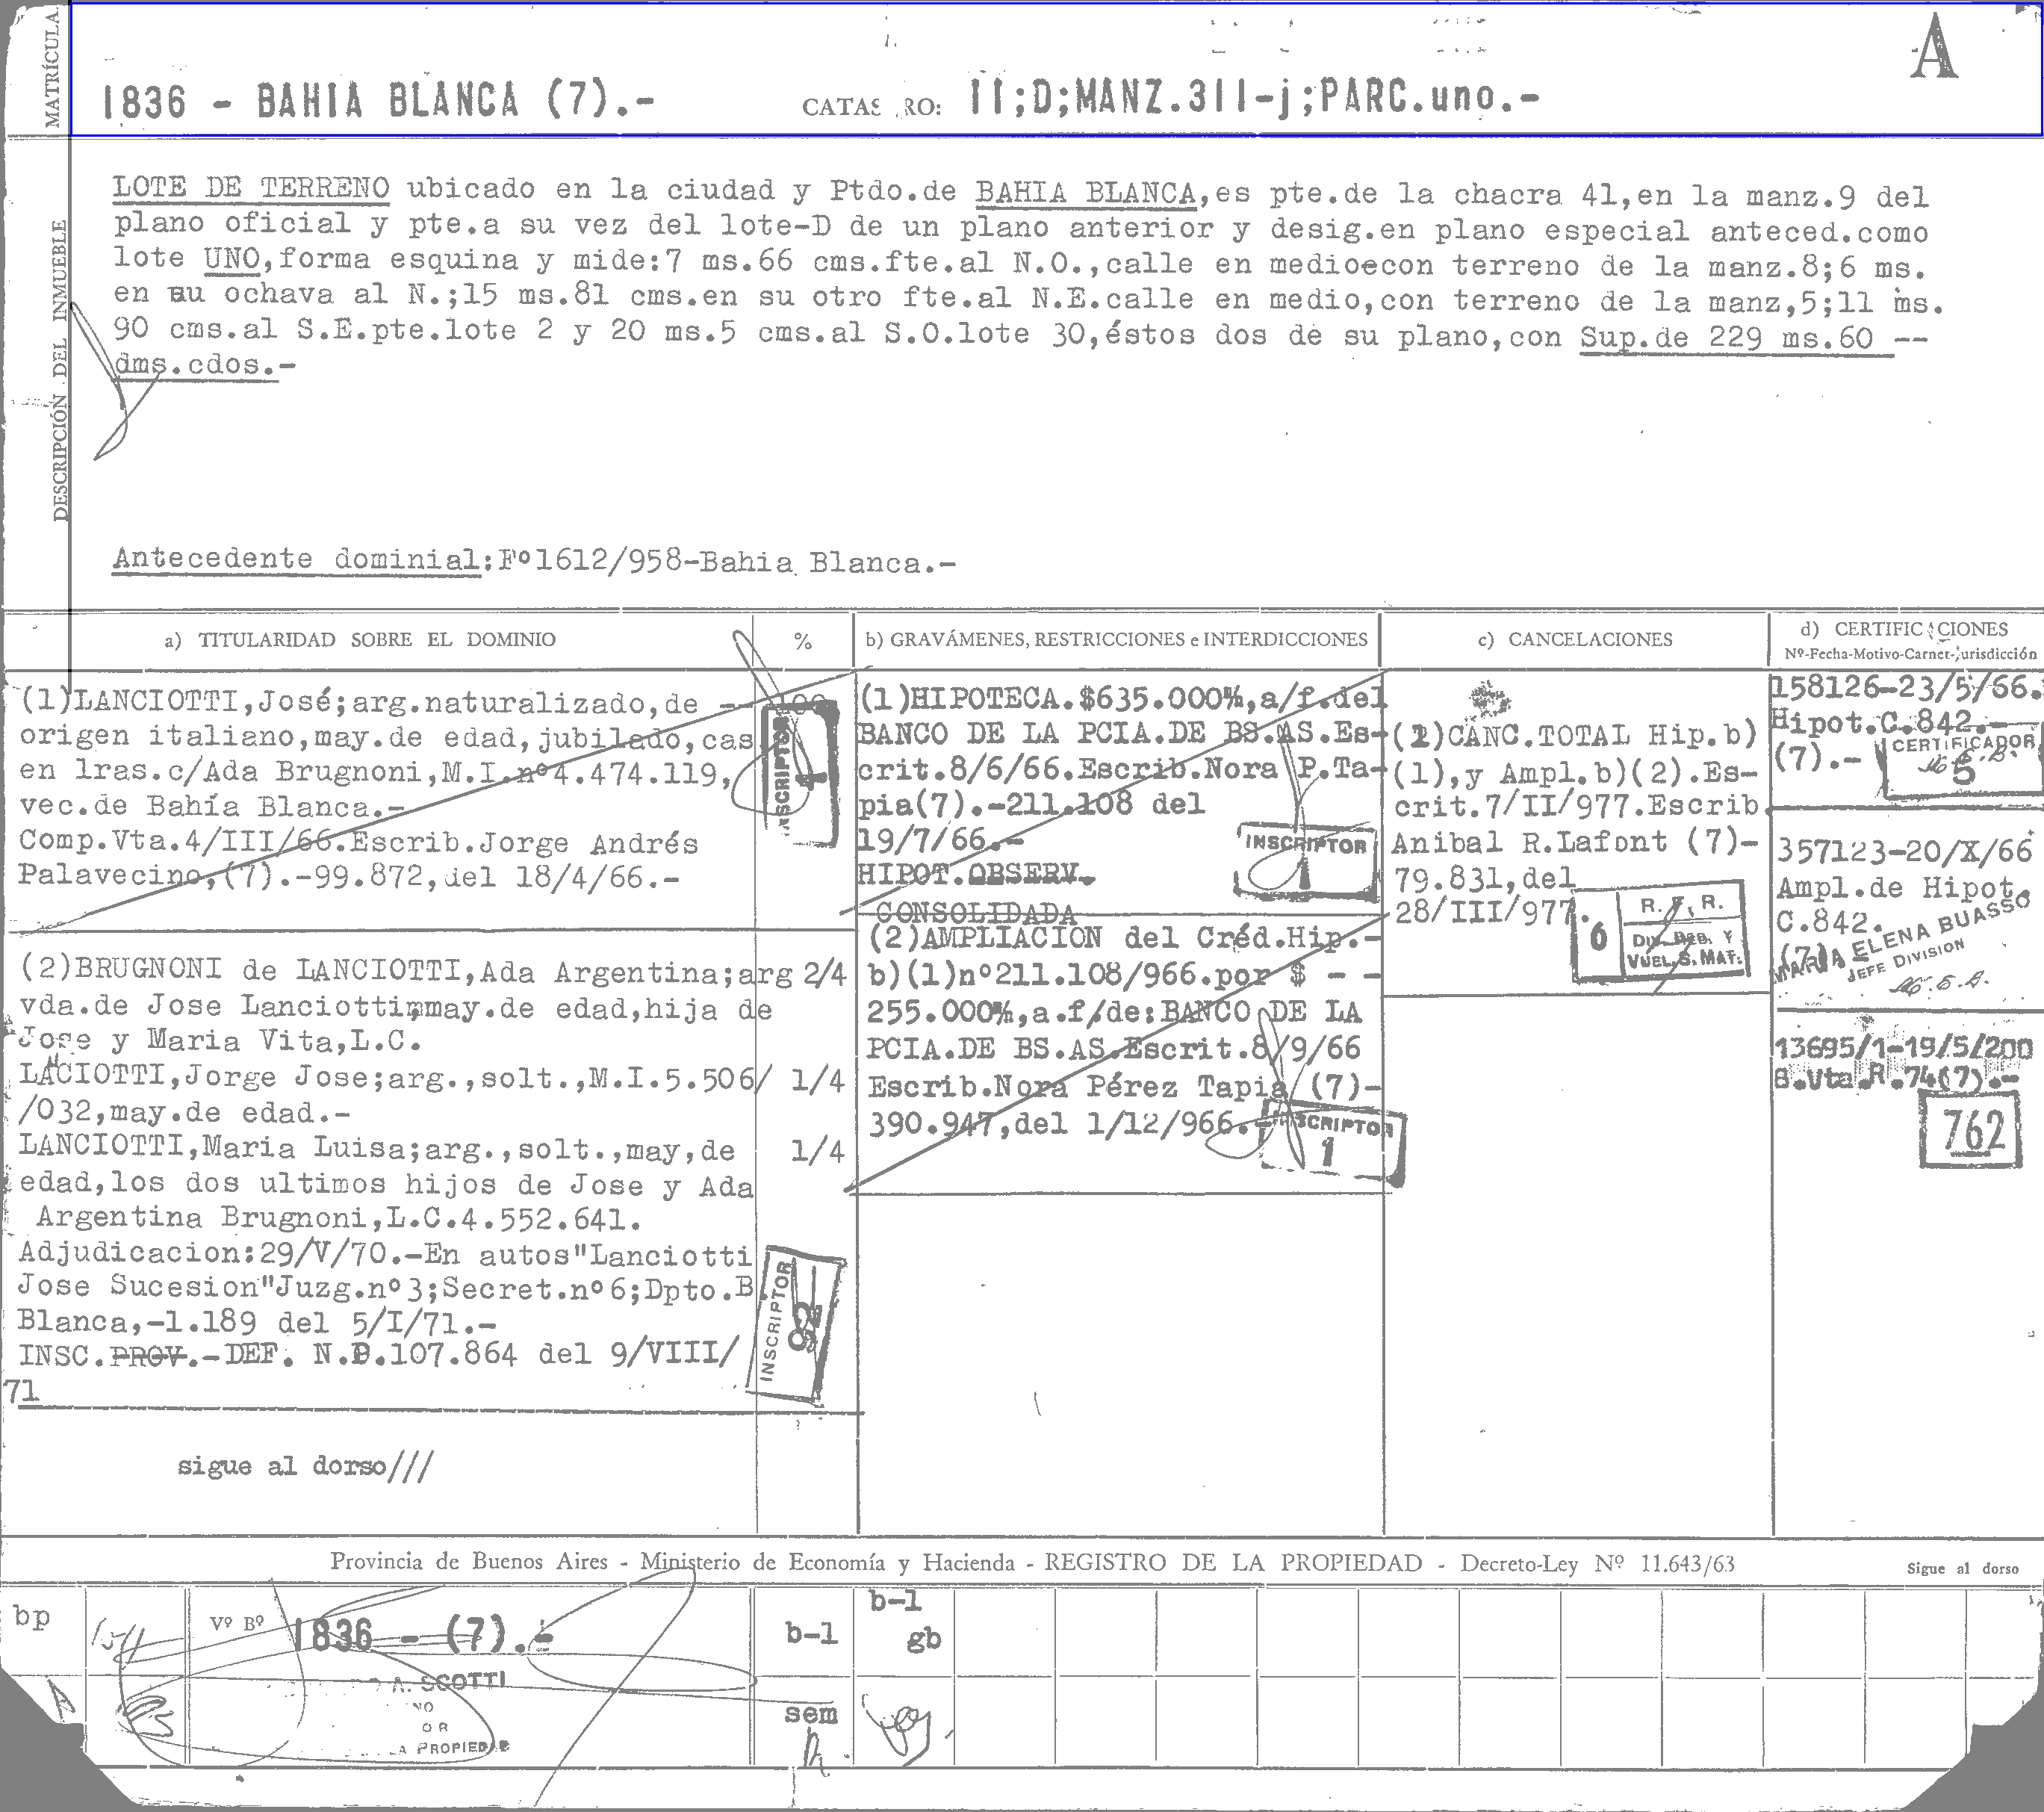 MATRÍCULA
1836 - BAHIA BLANCA (7).-
CATAS RO: II;D;MANZ.311-j;PARC.uno.-
A
DESCRIPCIÓN DEL INMUEBLE
LOTE DE TERRENO ubicado en la ciudad y Ptdo.de BAHIA BLANCA,es pte.de la chacra 41,en la manz.9 del
plano oficial y pte.a su vez del lote-D de un plano anterior y desig.en plano especial anteced.como
lote UNO,forma esquina y mide:7 ms.66 cms.fte.al N.O.,calle en medioecon terreno de la manz.8;6 ms.
en su ochava al N.;15 ms.81 cms.en su otro fte.al N.E.calle en medio,con terreno de la manz,5;11 ms.
90 cms.al S.E.pte.lote 2 y 20 ms.5 cms.al S.O.lote 30,éstos dos de su plano,con Sup.de 229 ms.60 --
dms.cdos.-
Antecedente dominial:Fº1612/958-Bahia Blanca.-
a) TITULARIDAD SOBRE EL DOMINIO
%
(1)LANCIOTTI,José;arg.naturalizado,de -- 100
origen italiano,may.de edad,jubilado,cas
en 1ras.c/Ada Brugnoni,M.I.nº4.474.119,
vec.de Bahía Blanca.-
Comp.Vta.4/III/66.Escrib.Jorge Andrés
Palavecino,(7).-99.872,del 18/4/66.-
INSCRIPTOR
1
(2)BRUGNONI de LANCIOTTI,Ada Argentina;arg 2/4
vda.de Jose Lanciotti,may.de edad,hija de
Jose y Maria Vita,L.C.
LACIOTTI,Jorge Jose;arg.,solt.,M.I.5.506/ 1/4
/032,may.de edad.-
LANCIOTTI,Maria Luisa;arg.,solt.,may,de 1/4
edad,los dos ultimos hijos de Jose y Ada
Argentina Brugnoni,L.C.4.552.641.
Adjudicacion:29/V/70.-En autos"Lanciotti
Jose Sucesion"Juzg.nº3;Secret.nº6;Dpto.B.
Blanca,-1.189 del 5/I/71.-
INSC.PROV.-DEF. N.D.107.864 del 9/VIII/
71
INSCRIPTOR
sigue al dorso///
b) GRAVÁMENES, RESTRICCIONES e INTERDICCIONES
(1)HIPOTECA.$635.000%,a/f.del
BANCO DE LA PCIA.DE BS.AS.Es-
crit.8/6/66.Escrib.Nora P.Ta-
pia(7).-211.108 del
19/7/66.-
HIPOT.OBSERV.
CONSOLIDADA
INSCRIPTOR
1
(2)AMPLIACION del Créd.Hip.-
b)(1)nº211.108/966.por $ - -
255.000%,a.f/de:BANCO DE LA
PCIA.DE BS.AS.Escrit.8/9/66
Escrib.Nora Pérez Tapia (7)-
390.947,del 1/12/966.-
INSCRIPTOR
1
c) CANCELACIONES
(1)CANC.TOTAL Hip.b)
(1),y Ampl.b)(2).Es-
crit.7/II/977.Escrib.
Anibal R.Lafont (7)-
79.831,del
28/III/977.
6
VUEL.S. MAT.
d) CERTIFIC CIONES
Nº-Fecha-Motivo-Carnet-Jurisdicción
158126-23/5/66.
Hipot.C.842.-
(7).-
CERTIFICADOR
5
357123-20/X/66
Ampl.de Hipot.
C.842.
(7)
MARIA ELENA BUASSO
JEFE DIVISION
13695/1-19/5/200
8.Vta.R.74(7).-
762
Provincia de Buenos Aires - Ministerio de Economía y Hacienda - REGISTRO DE LA PROPIEDAD - Decreto-Ley Nº 11.643/63
Sigue al dorso
bp
Vº Bº
1836 - (7).-
b-1
b-1
gb
A. SCOTTI
LA PROPIEDAD
sem